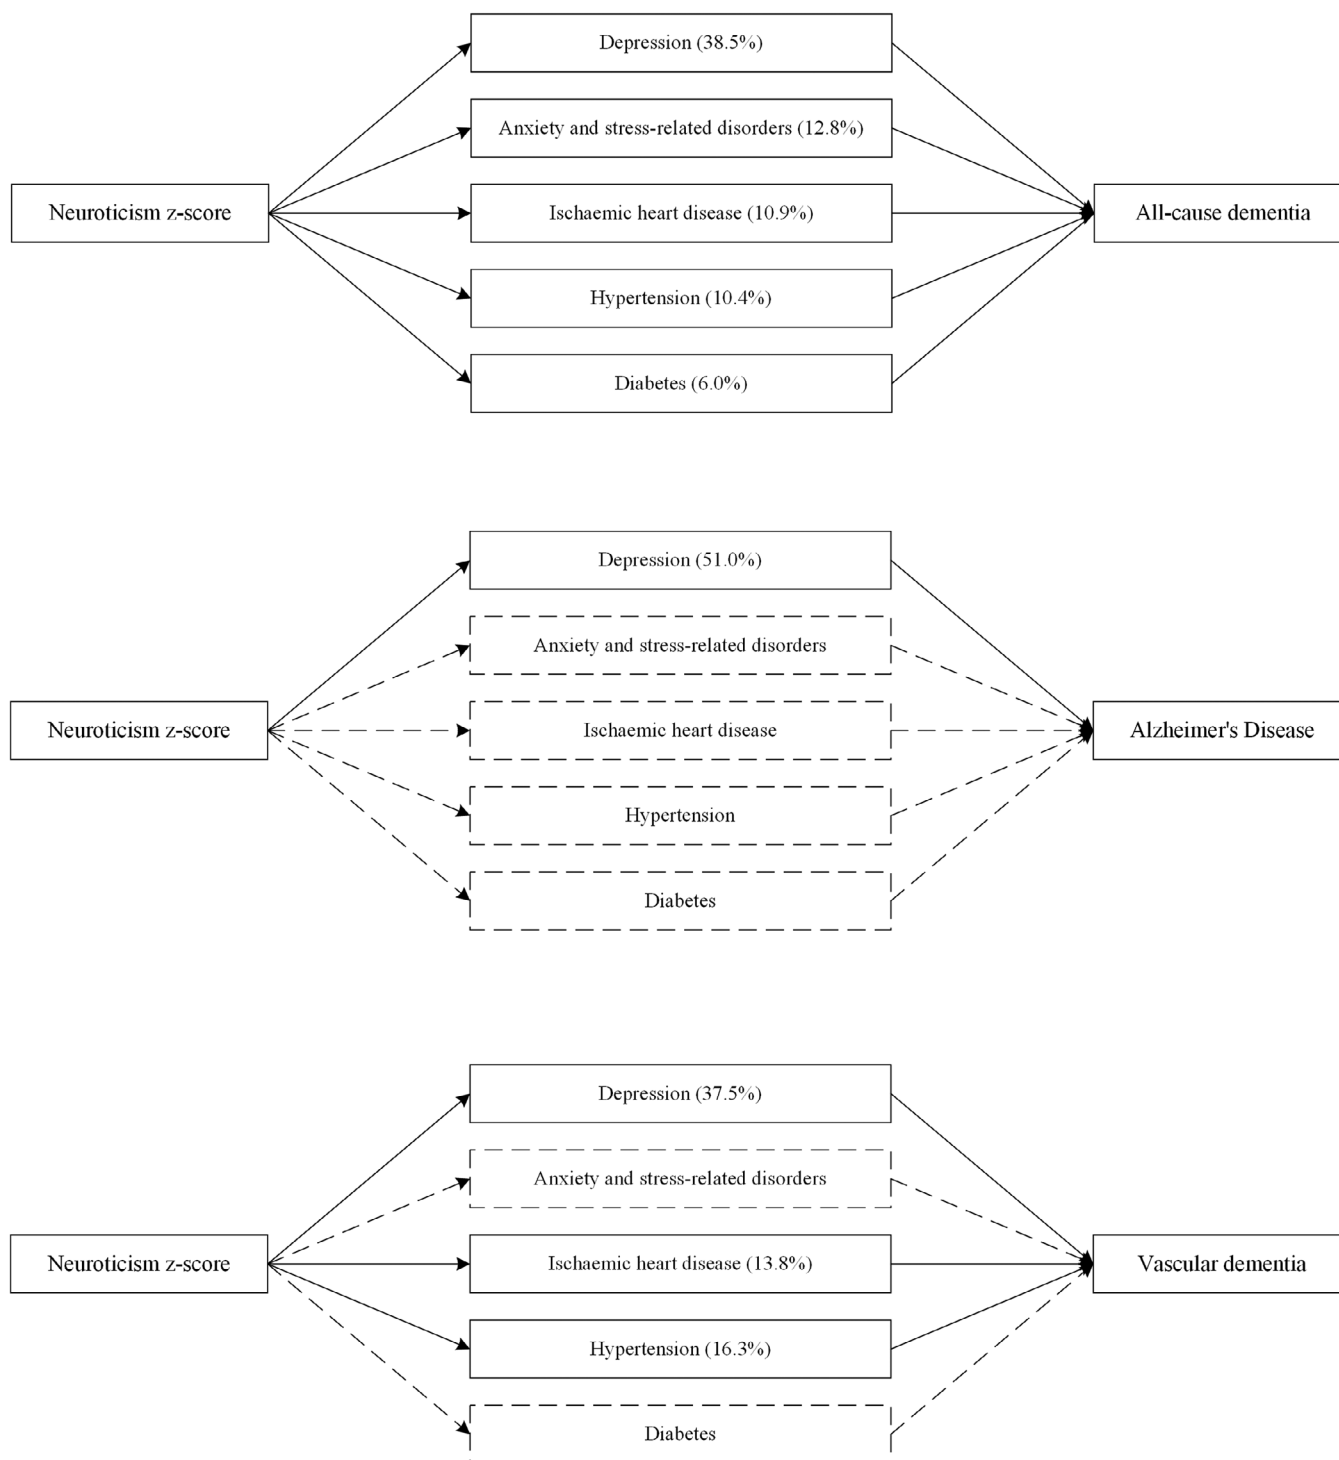 Depression (38.5%)
Anxiety and stress-related disorders (12.8%)
Neuroticism z-score
Ischaemic heart disease (10.9%)
All-cause dementia
Hypertension (10.4%)
Diabetes (6.0%)
Depression (51.0%)
Anxiety and stress-related disorders
Neuroticism z-score
Ischaemic heart disease
Alzheimer's Disease
Hypertension
Diabetes
Depression (37.5%)
Anxiety and stress-related disorders
Neuroticism z-score
Ischaemic heart disease (13.8%)
Vascular dementia
Hypertension (16.3%)
Diabetes